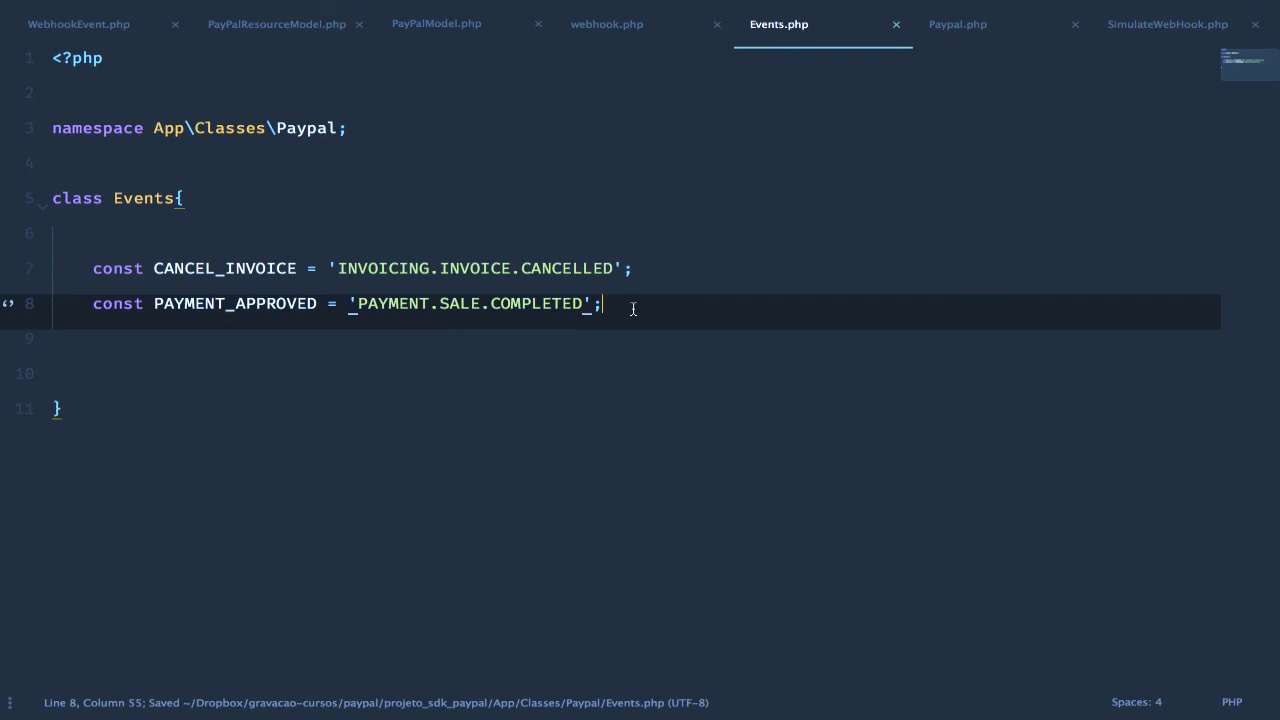 WebhookEvent.php × PayPalResourceModel.php × PayPalModel.php × webhook.php × Events.php × Paypal.php × SimulateWebHook.php ×
1 <?php
2
3 namespace App\Classes\Paypal;
4
5 class Events{
6
7 const CANCEL_INVOICE = 'INVOICING.INVOICE.CANCELLED';
8 const PAYMENT_APPROVED = 'PAYMENT.SALE.COMPLETED';
9
10
11 }
Line 8, Column 55; Saved ~/Dropbox/gravacao-cursos/paypal/projeto_sdk_paypal/App/Classes/Paypal/Events.php (UTF-8) Spaces: 4 PHP